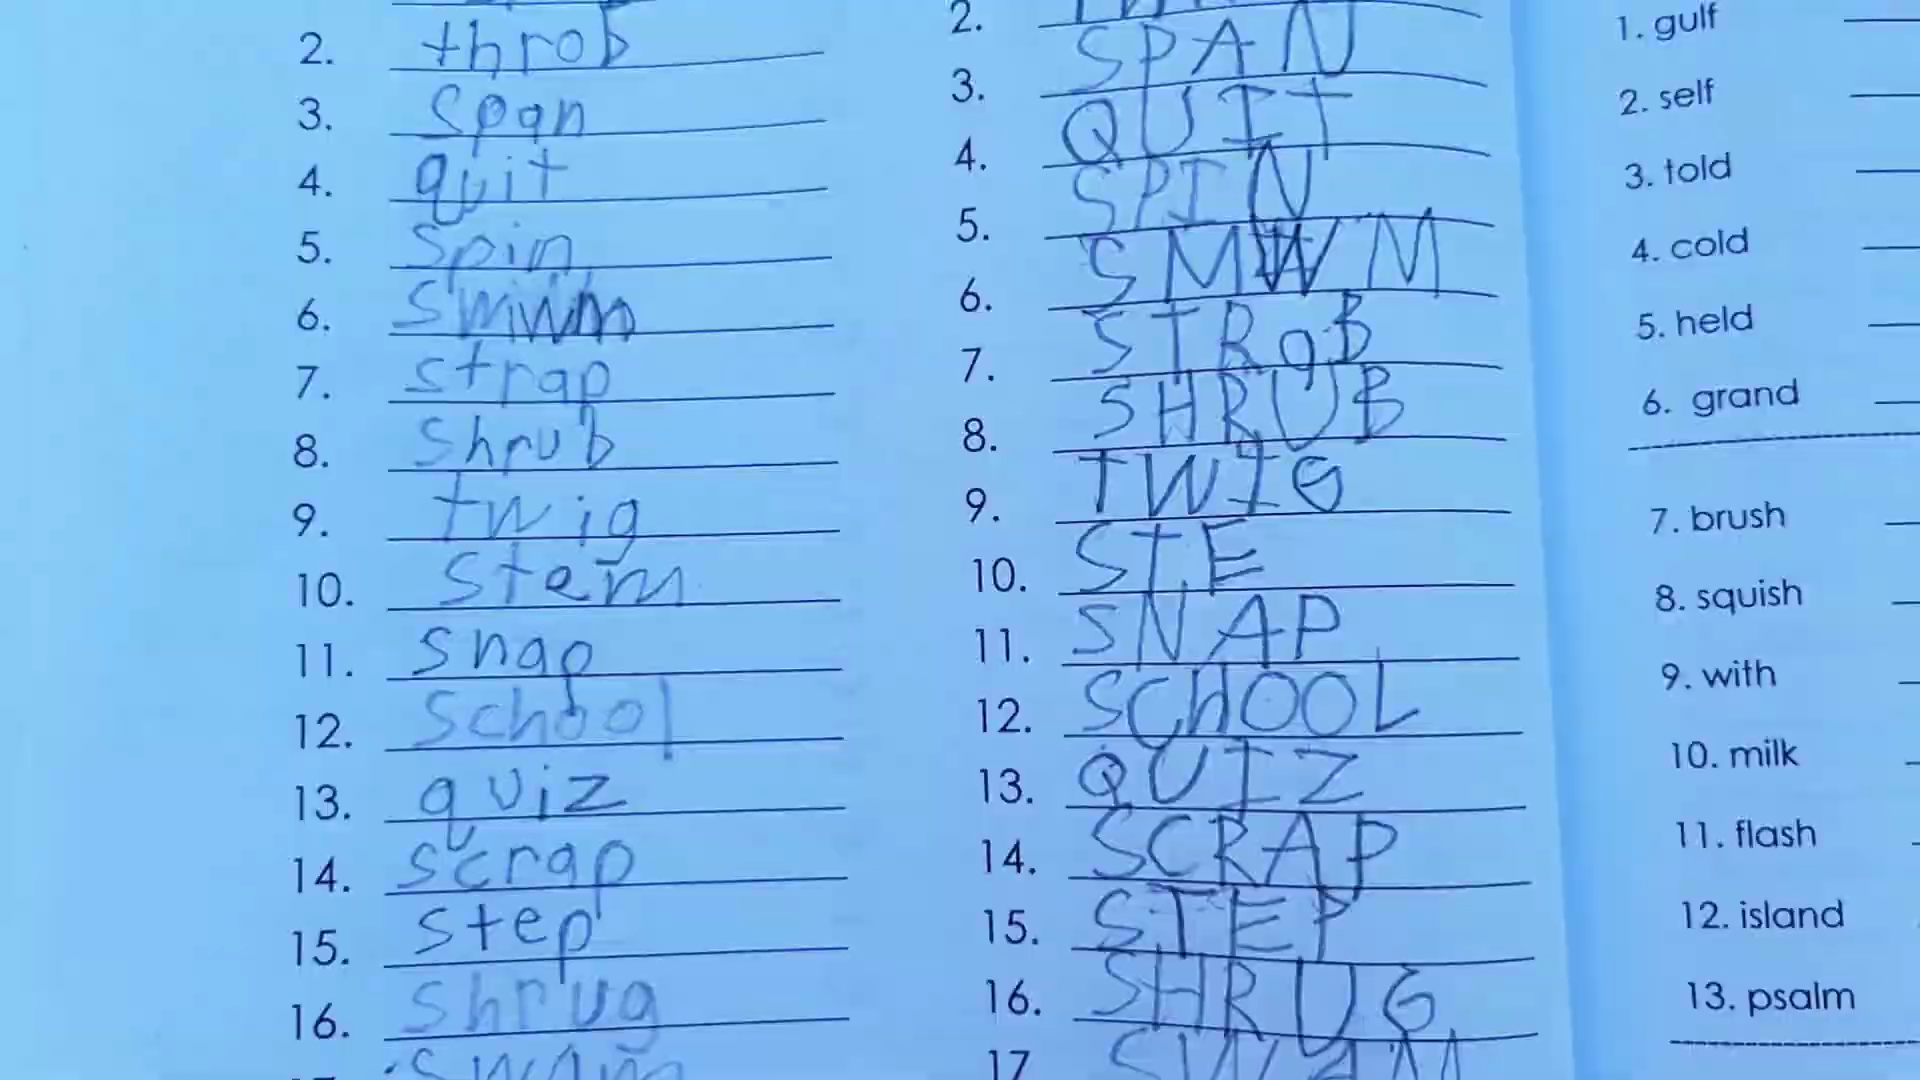 2. throb
3. span
4. quit
5. spin
6.
7. strap
8. shrub
9. twig
10. stem
11. snap
12. school
13. quiz
14. scrap
15. step
16. shrug
swam
2.
3. SPAN
4. QUIT
5. SPIN
6. SMWM
7. STRaB
8. SHRUB
9. TWIG
10. STE
11. SNAP
12. SCHOOL
13. QUIZ
14. SCRAP
15. STEP
16. SHRUG
17 SWAM
1. gulf
2. self
3. told
4. cold
5. held
6. grand
7. brush
8. squish
9. with
10. milk
11. flash
12. island
13. psalm